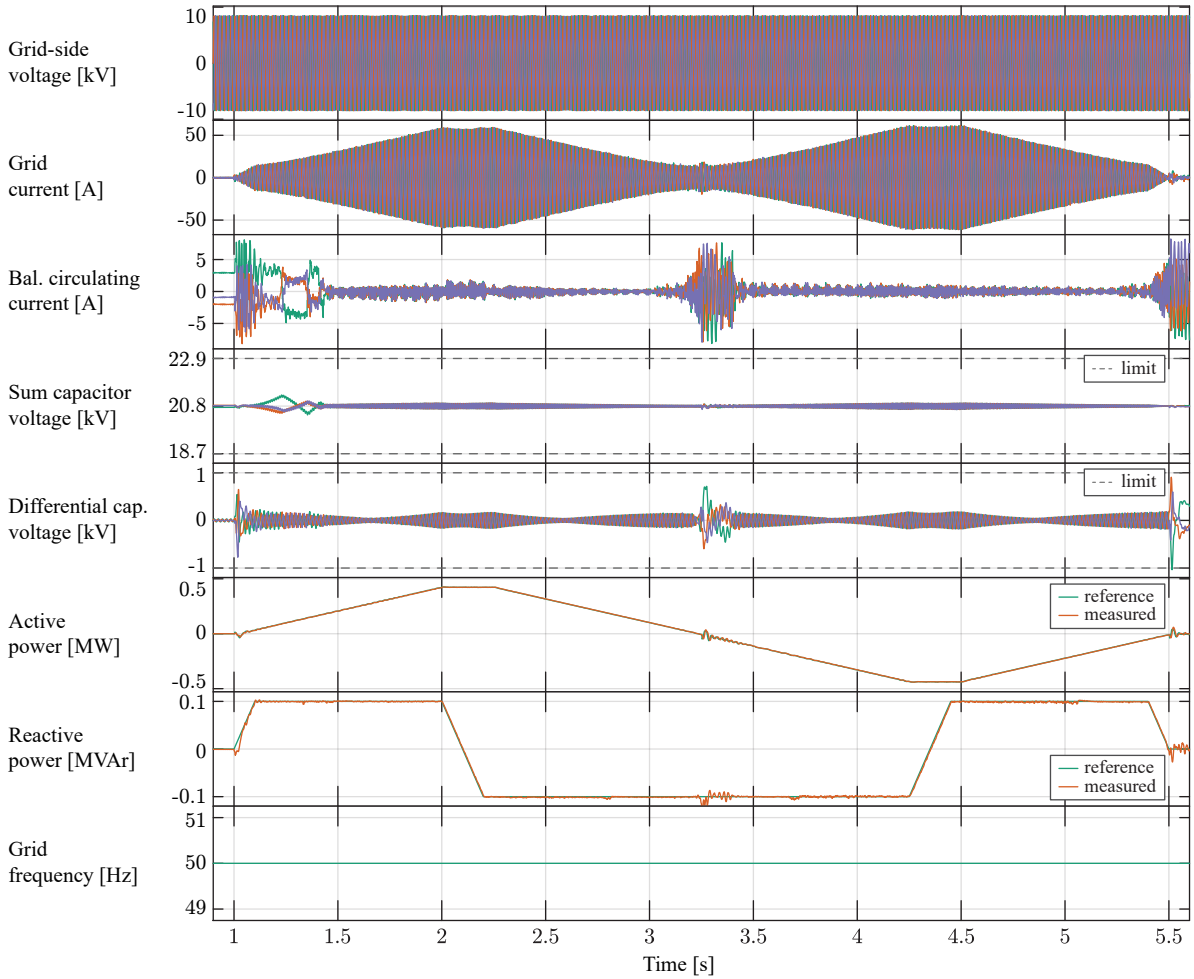 10
Grid-side
voltage [kV]
0
-10
50
Grid
current [A]
0
-50
5
Bal. circulating
current [A]
0
-5
22.9
limit
Sum capacitor
voltage [kV]
20.8
18.7
1
limit
Differential cap.
voltage [kV]
0
-1
0.5
reference
measured
Active
power [MW]
0
-0.5
0.1
Reactive
power [MVAr]
0
reference
measured
-0.1
51
Grid
frequency [Hz]
50
49
1 1.5 2 2.5 3 3.5 4 4.5 5 5.5
Time [s]